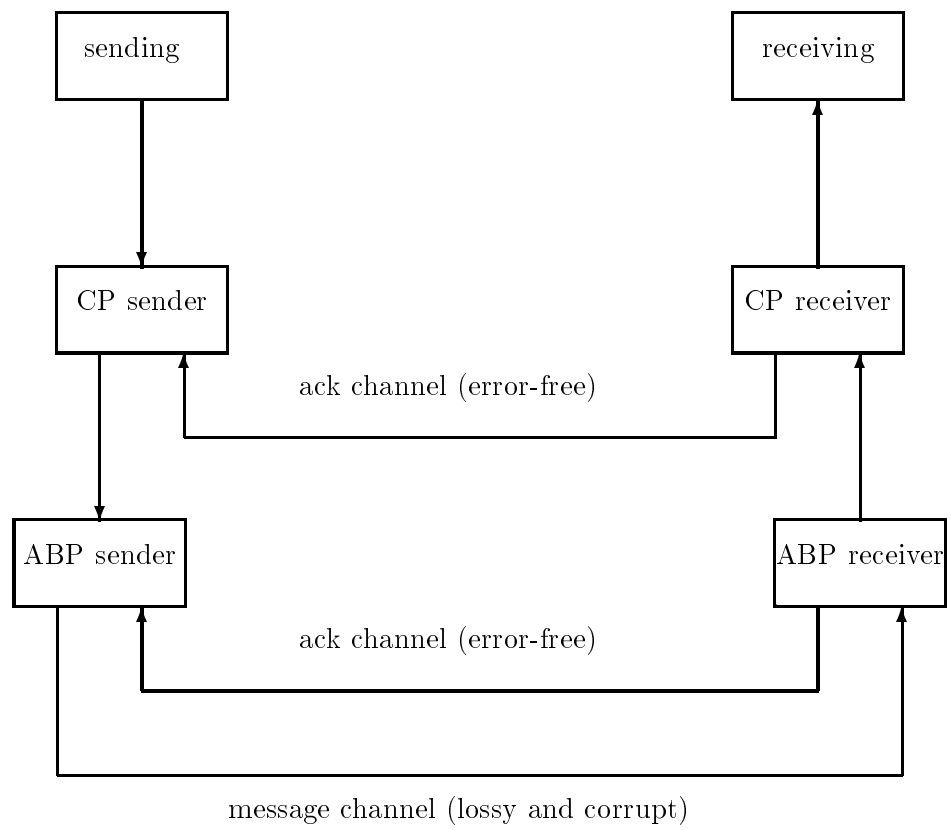 sending
receiving
CP sender
CP receiver
ack channel (error-free)
ABP sender
ABP receiver
ack channel (error-free)
message channel (lossy and corrupt)